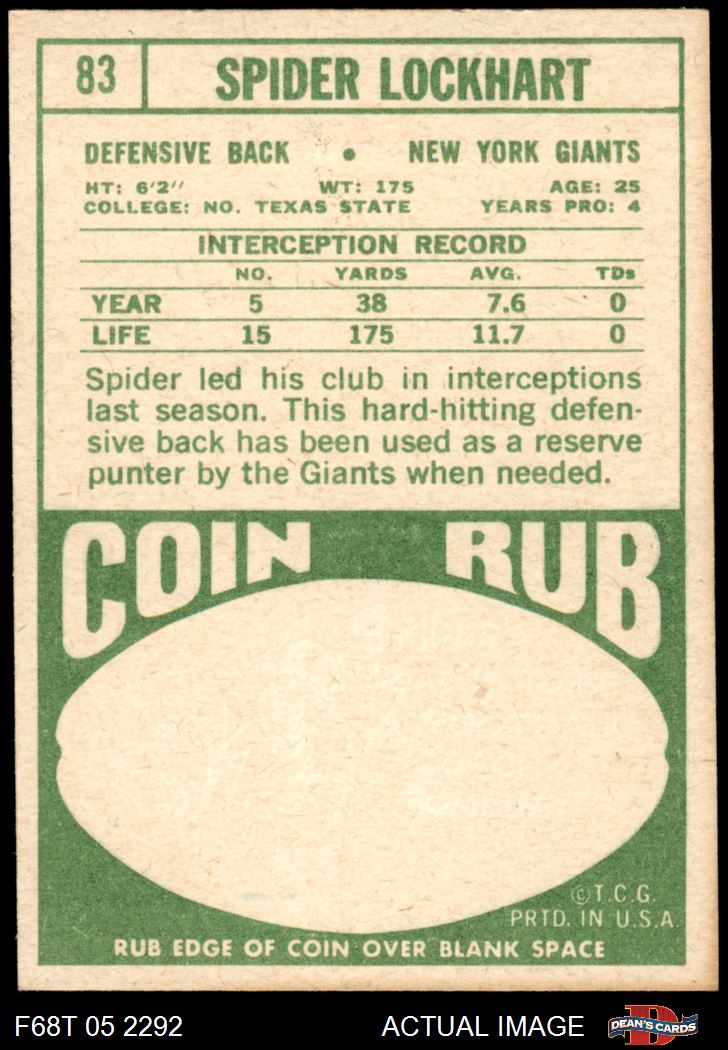 83 SPIDER LOCKHART
DEFENSIVE BACK • NEW YORK GIANTS
HT: 6'2" WT: 175 AGE: 25
COLLEGE: NO. TEXAS STATE YEARS PRO: 4
INTERCEPTION RECORD
NO. YARDS AVG. TDs
YEAR 5 38 7.6 0
LIFE 15 175 11.7 0
Spider led his club in interceptions
last season. This hard-hitting defen-
sive back has been used as a reserve
punter by the Giants when needed.
COIN RUB
©T.C.G.
PRTD. IN U.S.A.
RUB EDGE OF COIN OVER BLANK SPACE
F68T 05 2292 ACTUAL IMAGE DEAN'S CARDS